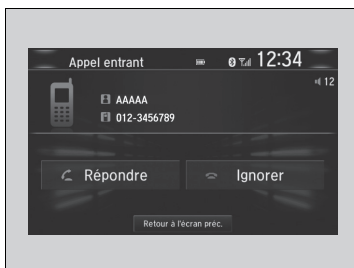 Appel entrant 12:34
12
AAAAA
012-3456789
Répondre Ignorer
Retour à l'écran préc.